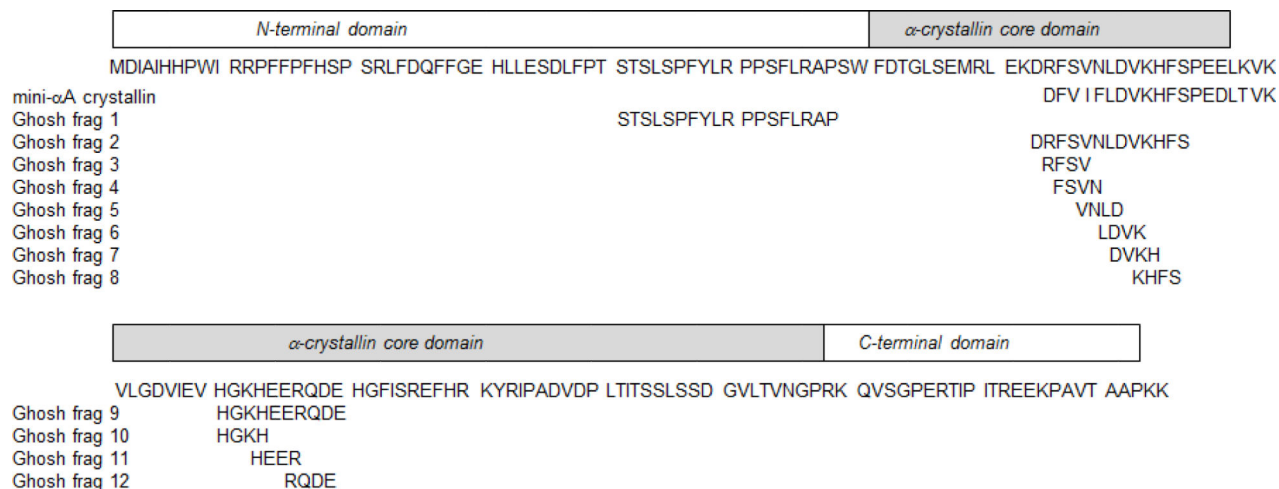 N-terminal domain α-crystallin core domain
MDIAIHHPWI RRPFFPFHSP SRLFDQFFGE HLLESDLFPT STSLSPFYLR PPSFLRAPSW FDTGLSEMRL EKDRFSVNLDVKHFSPEELKVK
mini-αA crystallin DFV I FLDVKHFSPEDLTVK
Ghosh frag 1 STSLSPFYLR PPSFLRAP
Ghosh frag 2 DRFSVNLDVKHFS
Ghosh frag 3 RFSV
Ghosh frag 4 FSVN
Ghosh frag 5 VNLD
Ghosh frag 6 LDVK
Ghosh frag 7 DVKH
Ghosh frag 8 KHFS
α-crystallin core domain C-terminal domain
VLGDVIEV HGKHEERQDE HGFISREFHR KYRIPADVDP LTITSSLSSD GVLTVNGPRK QVSGPERTIP ITREEKPAVT AAPKK
Ghosh frag 9 HGKHEERQDE
Ghosh frag 10 HGKH
Ghosh frag 11 HEER
Ghosh frag 12 RQDE